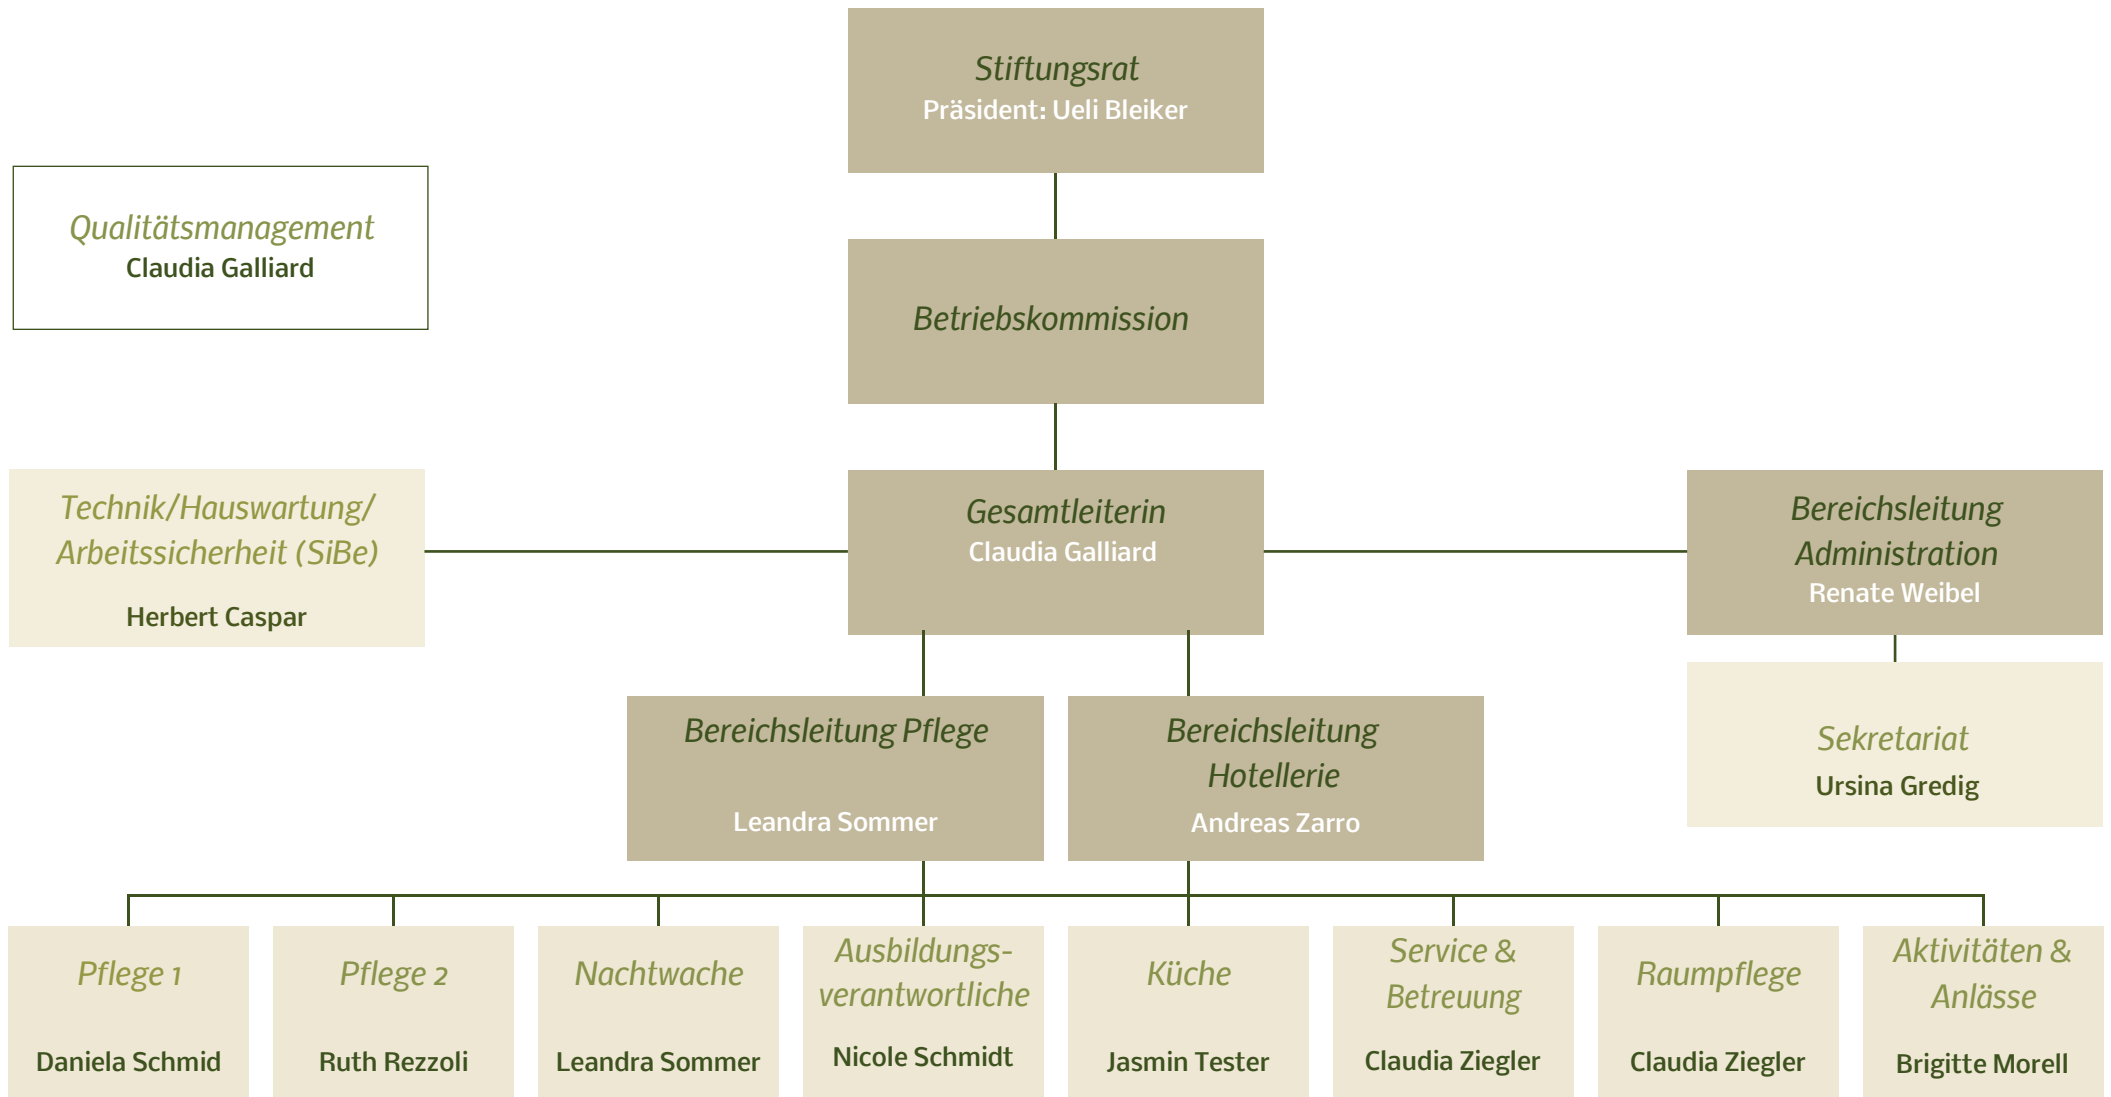 Stiftungsrat
Präsident: Ueli Bleiker
Qualitätsmanagement
Claudia Galliard
Betriebskommission
Technik/Hauswartung/
Arbeitssicherheit (SiBe)
Herbert Caspar
Gesamtleiterin
Claudia Galliard
Bereichsleitung
Administration
Renate Weibel
Bereichsleitung Pflege
Leandra Sommer
Bereichsleitung
Hotellerie
Andreas Zarro
Sekretariat
Ursina Gredig
Pflege 1
Daniela Schmid
Pflege 2
Ruth Rezzoli
Nachtwache
Leandra Sommer
Ausbildungs-
verantwortliche
Nicole Schmidt
Küche
Jasmin Tester
Service &
Betreuung
Claudia Ziegler
Raumpflege
Claudia Ziegler
Aktivitäten &
Anlässe
Brigitte Morell